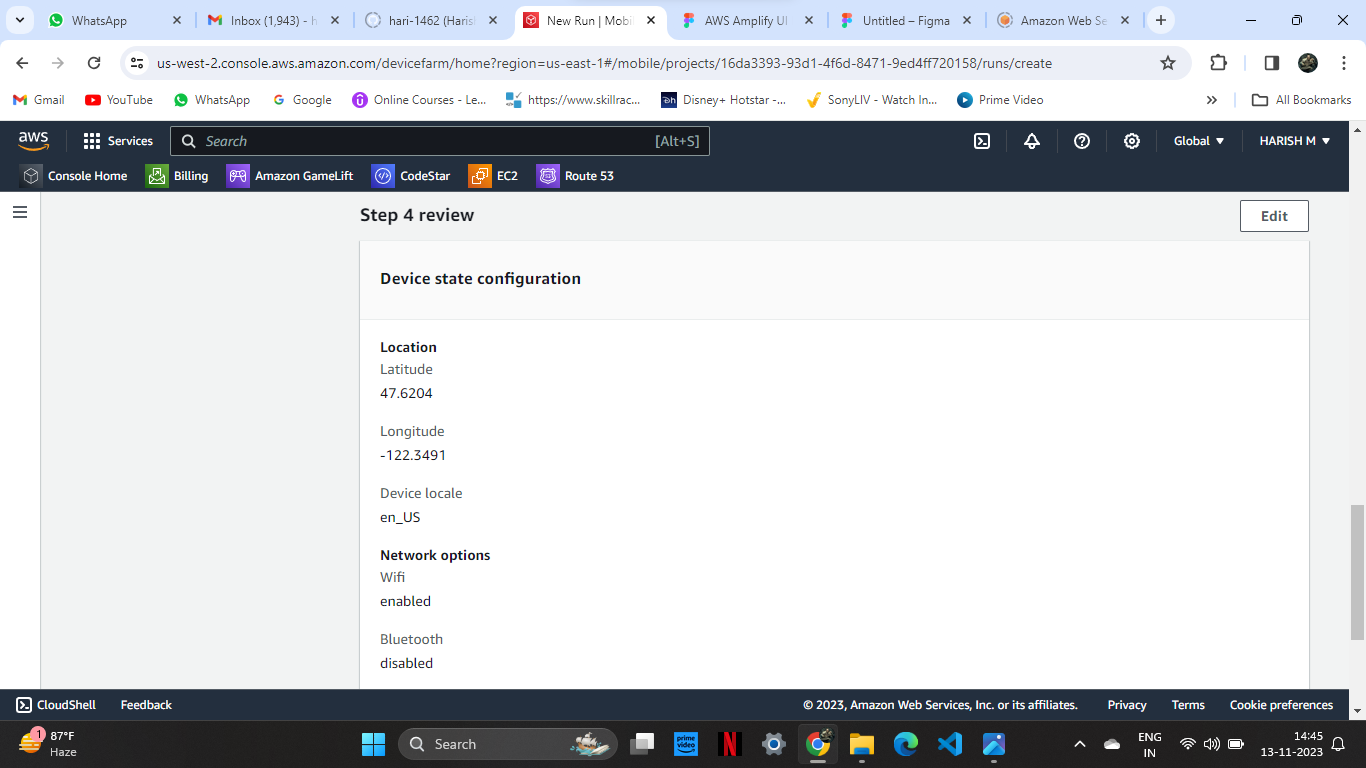 WhatsApp
Inbox (1,943) - h
hari-1462 (Haris
New Run | Mobil
AWS Amplify UI
Untitled – Figma
Amazon Web Se
us-west-2.console.aws.amazon.com/devicefarm/home?region=us-east-1#/mobile/projects/16da3393-93d1-4f6d-8471-9ed4ff720158/runs/create
Gmail
YouTube
WhatsApp
Google
Online Courses - Le...
https://www.skillrac...
Disney+ Hotstar -...
SonyLIV - Watch In...
Prime Video
All Bookmarks
aws
Services
Search
[Alt+S]
Global
HARISH M
Console Home
Billing
Amazon GameLift
CodeStar
EC2
Route 53
Step 4 review
Edit
Device state configuration
Location
Latitude
47.6204
Longitude
-122.3491
Device locale
en_US
Network options
Wifi
enabled
Bluetooth
disabled
CloudShell
Feedback
© 2023, Amazon Web Services, Inc. or its affiliates.
Privacy
Terms
Cookie preferences
1
87°F
Haze
Search
prime video
N
ENG
IN
14:45
13-11-2023